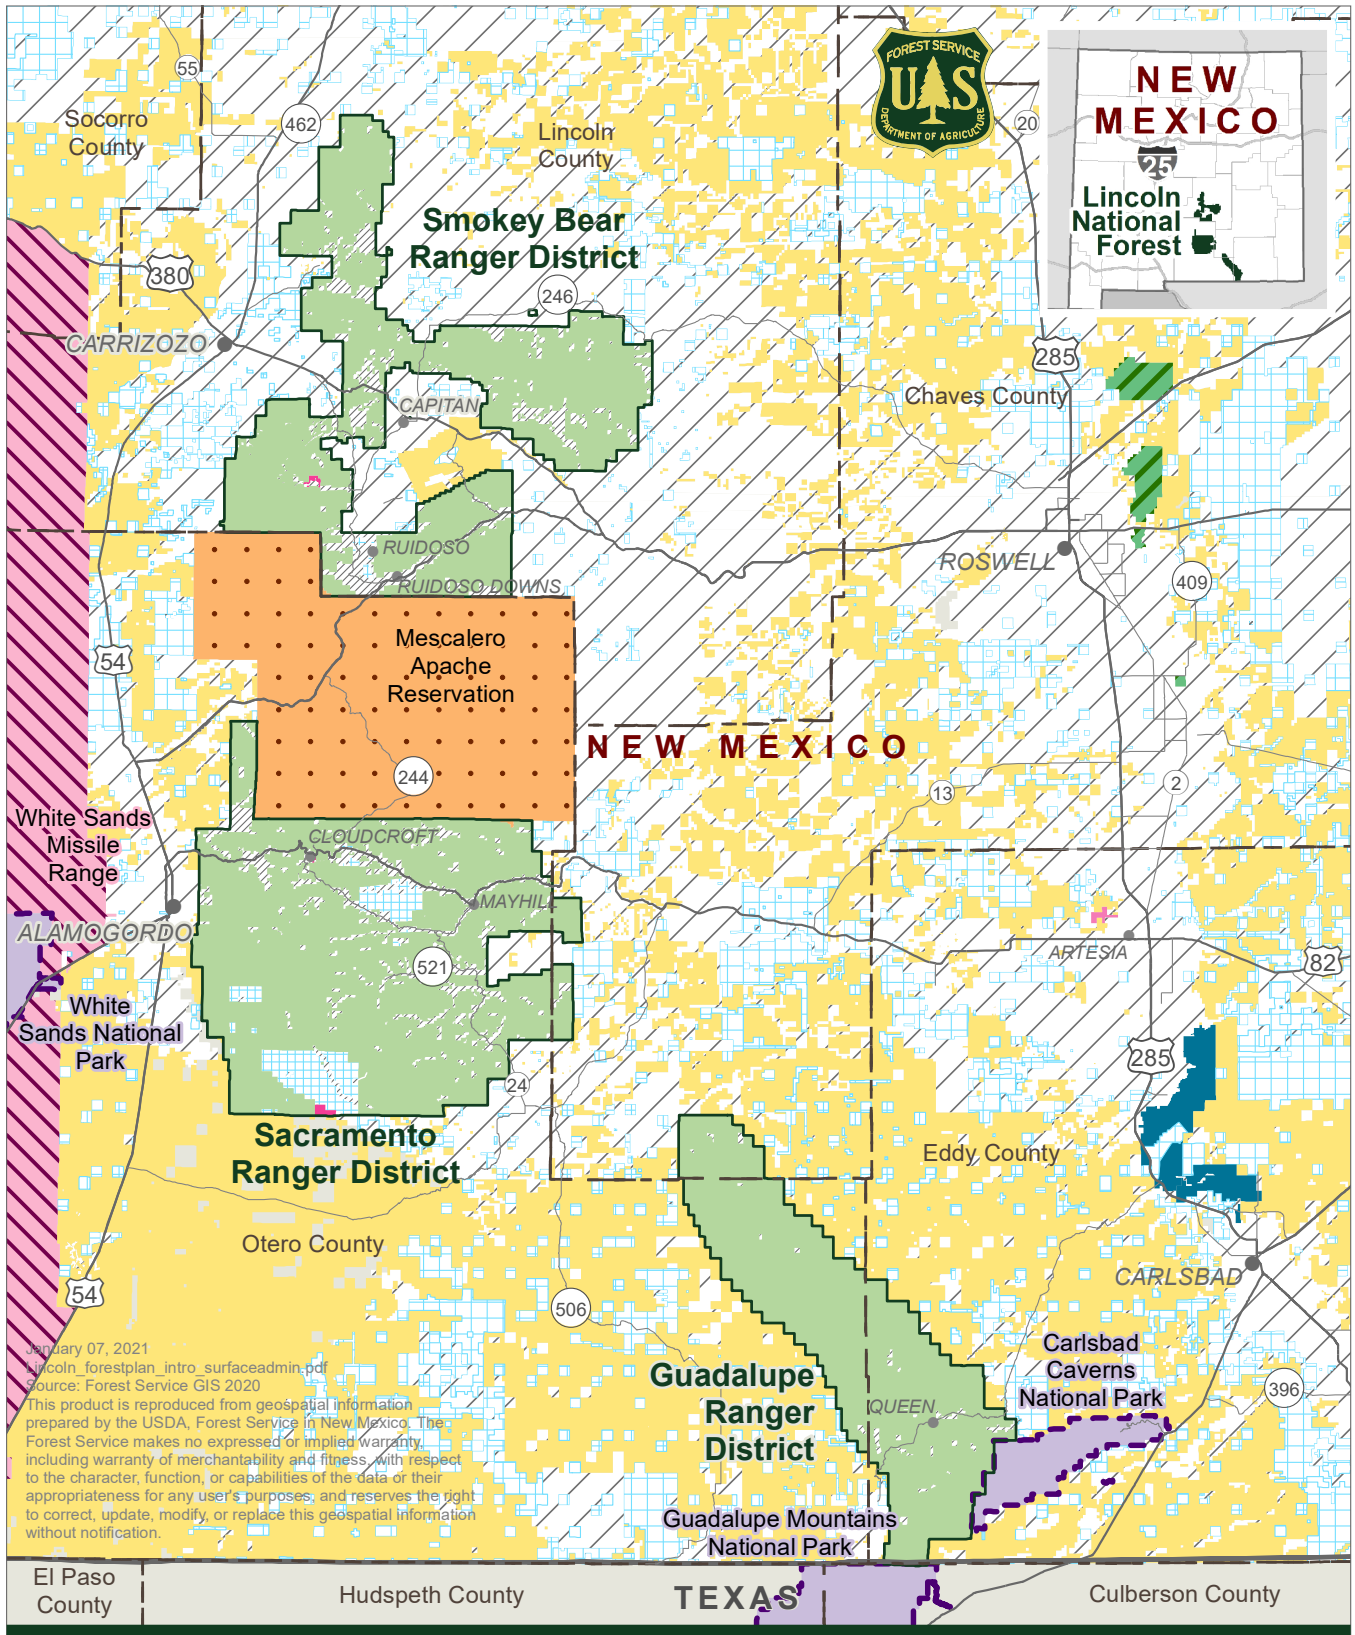 55
Socorro
County
462
Lincoln
County
FOREST SERVICE
US
DEPARTMENT OF AGRICULTURE
20
NEW
MEXICO
25
Lincoln
National
Forest
Smokey Bear
Ranger District
380
246
CARRIZOZO
285
CAPITAN
Chaves County
RUIDOSO
RUIDOSO DOWNS
ROSWELL
409
54
Mescalero
Apache
Reservation
NEW MEXICO
244
13
2
White Sands
Missile
Range
CLOUDCROFT
MAYHILL
ALAMOGORDO
521
ARTESIA
82
White
Sands National
Park
285
24
Sacramento
Ranger District
Eddy County
Otero County
54
506
CARLSBAD
Carlsbad
Caverns
National Park
396
Guadalupe
Ranger
District
QUEEN
January 07, 2021
Lincoln_forestplan_intro_surfaceadmin.pdf
Source: Forest Service GIS 2020
This product is reproduced from geospatial information
prepared by the USDA, Forest Service in New Mexico. The
Forest Service makes no expressed or implied warranty,
including warranty of merchantability and fitness, with respect
to the character, function, or capabilities of the data or their
appropriateness for any user's purposes, and reserves the right
to correct, update, modify, or replace this geospatial information
without notification.
Guadalupe Mountains
National Park
El Paso
County
Hudspeth County
TEXAS
Culberson County